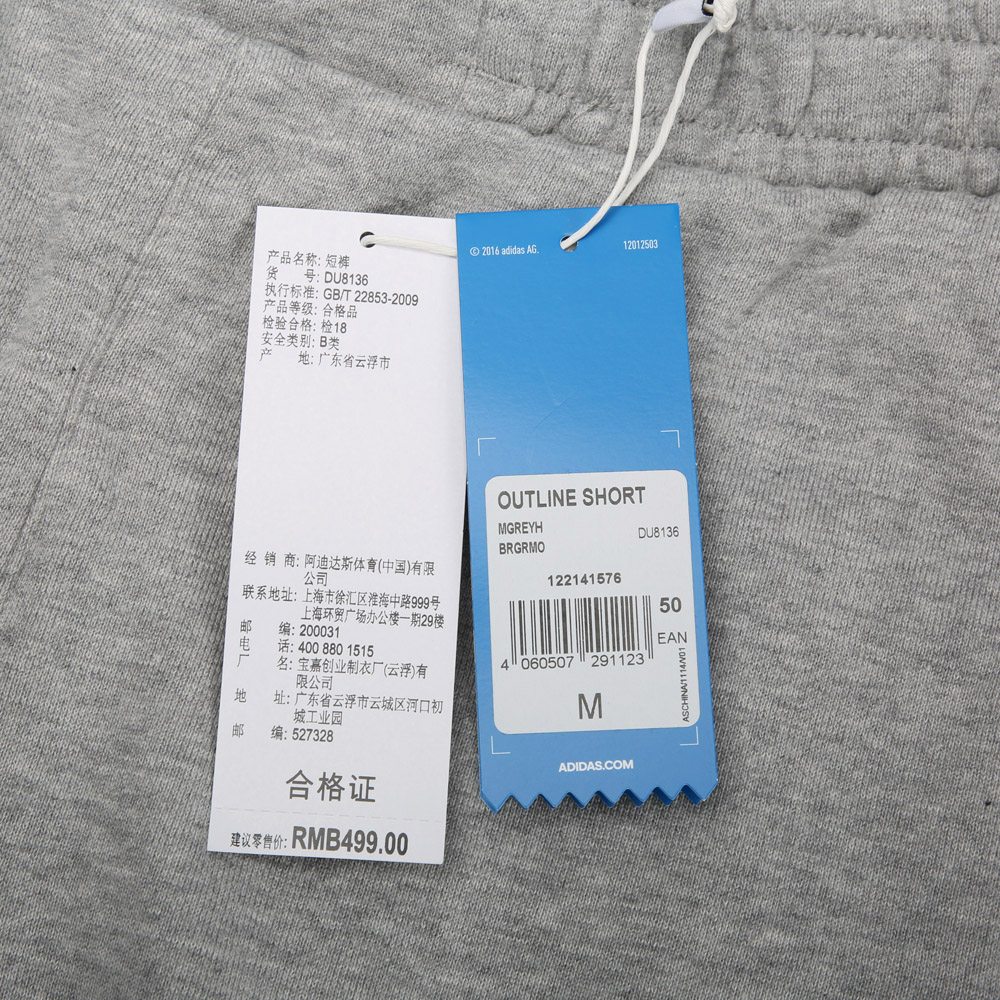 产品名称: 短裤
货 号: DU8136
执行标准: GB/T 22853-2009
产品等级: 合格品
检验合格: 检18
安全类别: B类
产 地: 广东省云浮市
经 销 商: 阿迪达斯体育(中国)有限
公司
联系地址: 上海市徐汇区淮海中路999号
上海环贸广场办公楼一期29楼
邮 编: 200031
电 话: 400 880 1515
厂 名: 宝嘉创业制衣厂(云浮)有
限公司
地 址: 广东省云浮市云城区河口初
城工业园
邮 编: 527328
合格证
建议零售价: RMB499.00
© 2016 adidas AG. 12012503
OUTLINE SHORT
MGREYH DU8136
BRGRMO
122141576
50
EAN
4 060507 291123
M
ASCHINA/1114/V01
ADIDAS.COM